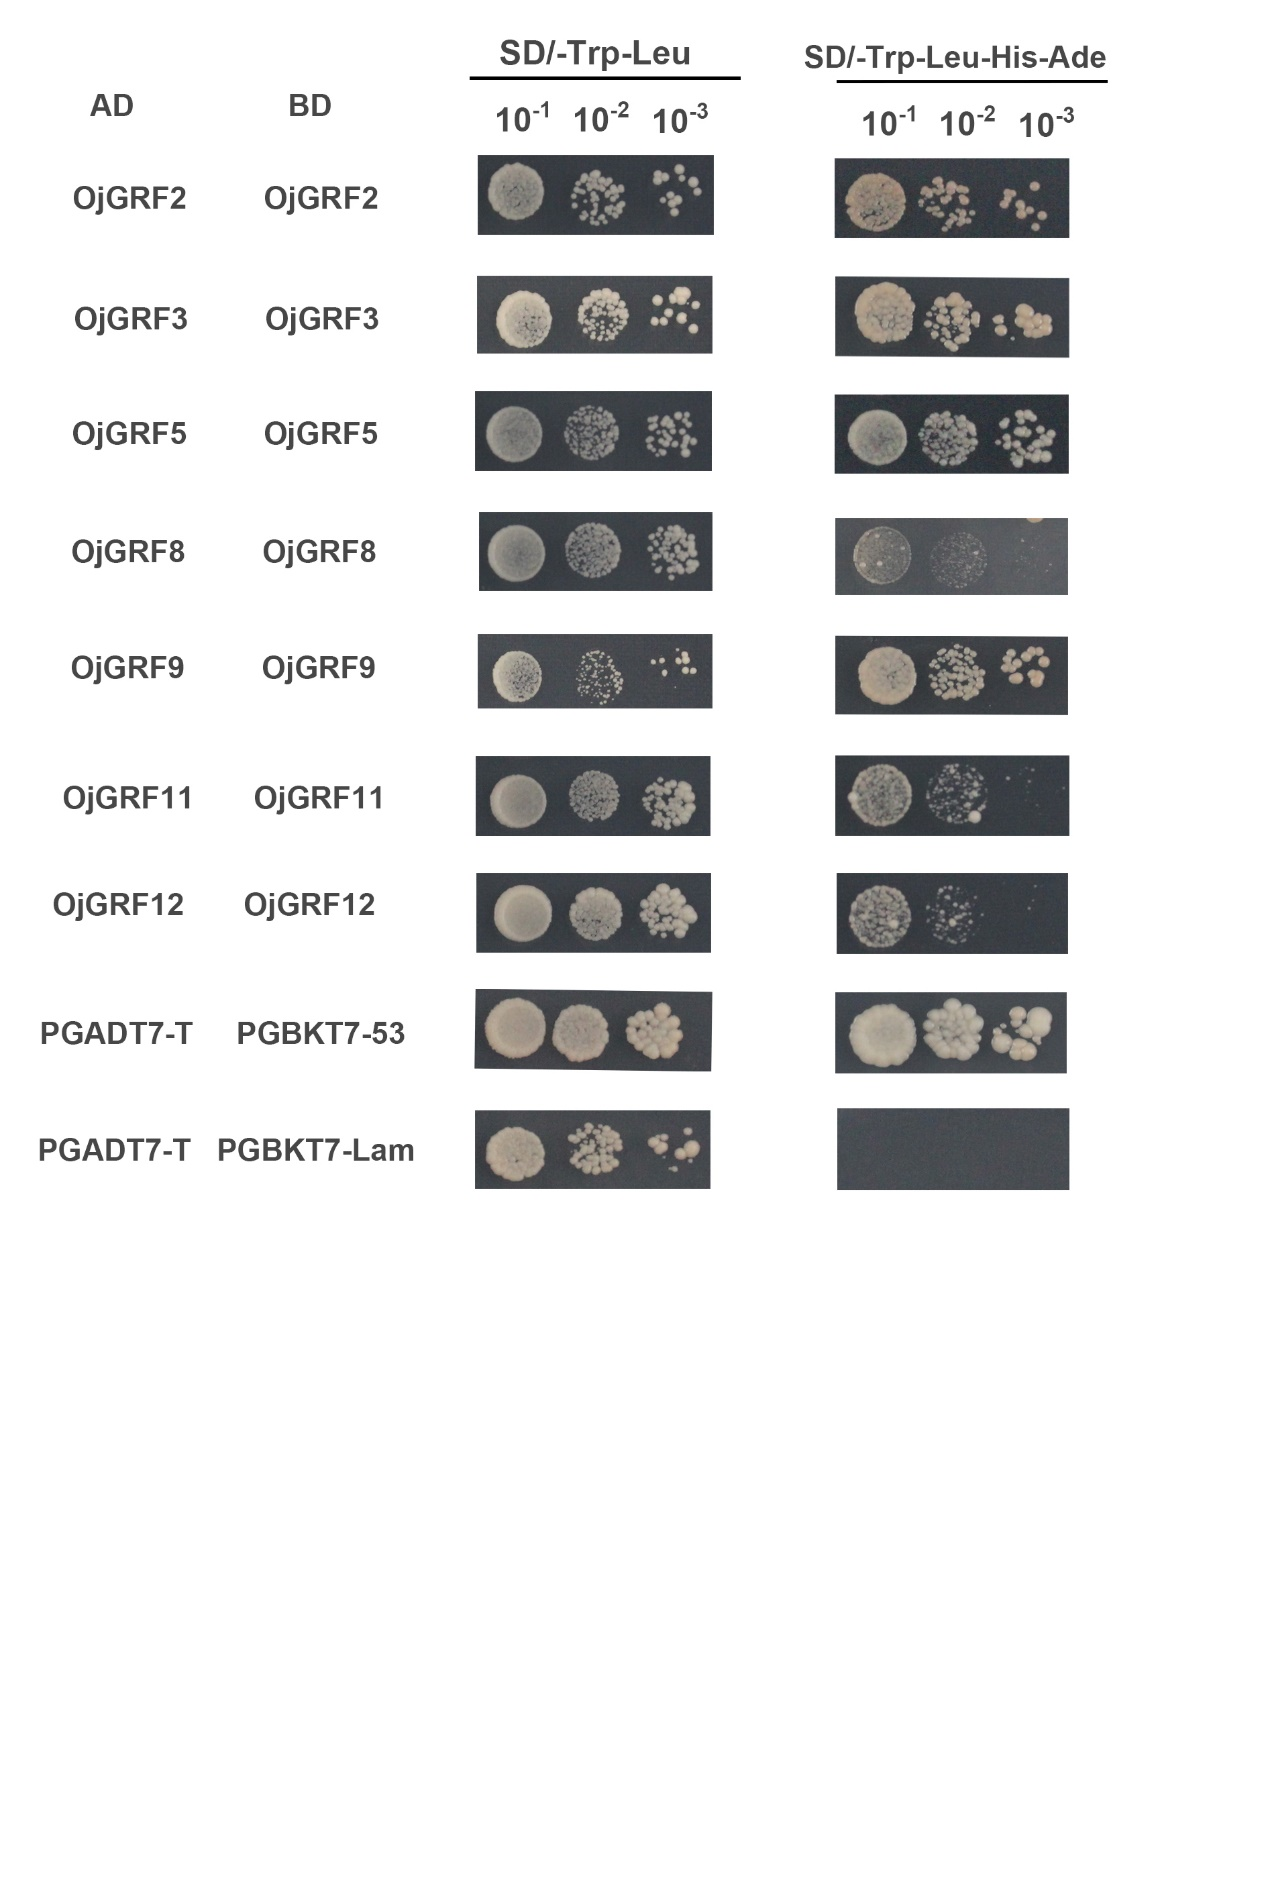 SD/-Trp-Leu SD/-Trp-Leu-His-Ade
AD BD 10-1 10-2 10-3 10-1 10-2 10-3
OjGRF2 OjGRF2
OjGRF3 OjGRF3
OjGRF5 OjGRF5
OjGRF8 OjGRF8
OjGRF9 OjGRF9
OjGRF11 OjGRF11
OjGRF12 OjGRF12
PGADT7-T PGBKT7-53
PGADT7-T PGBKT7-Lam